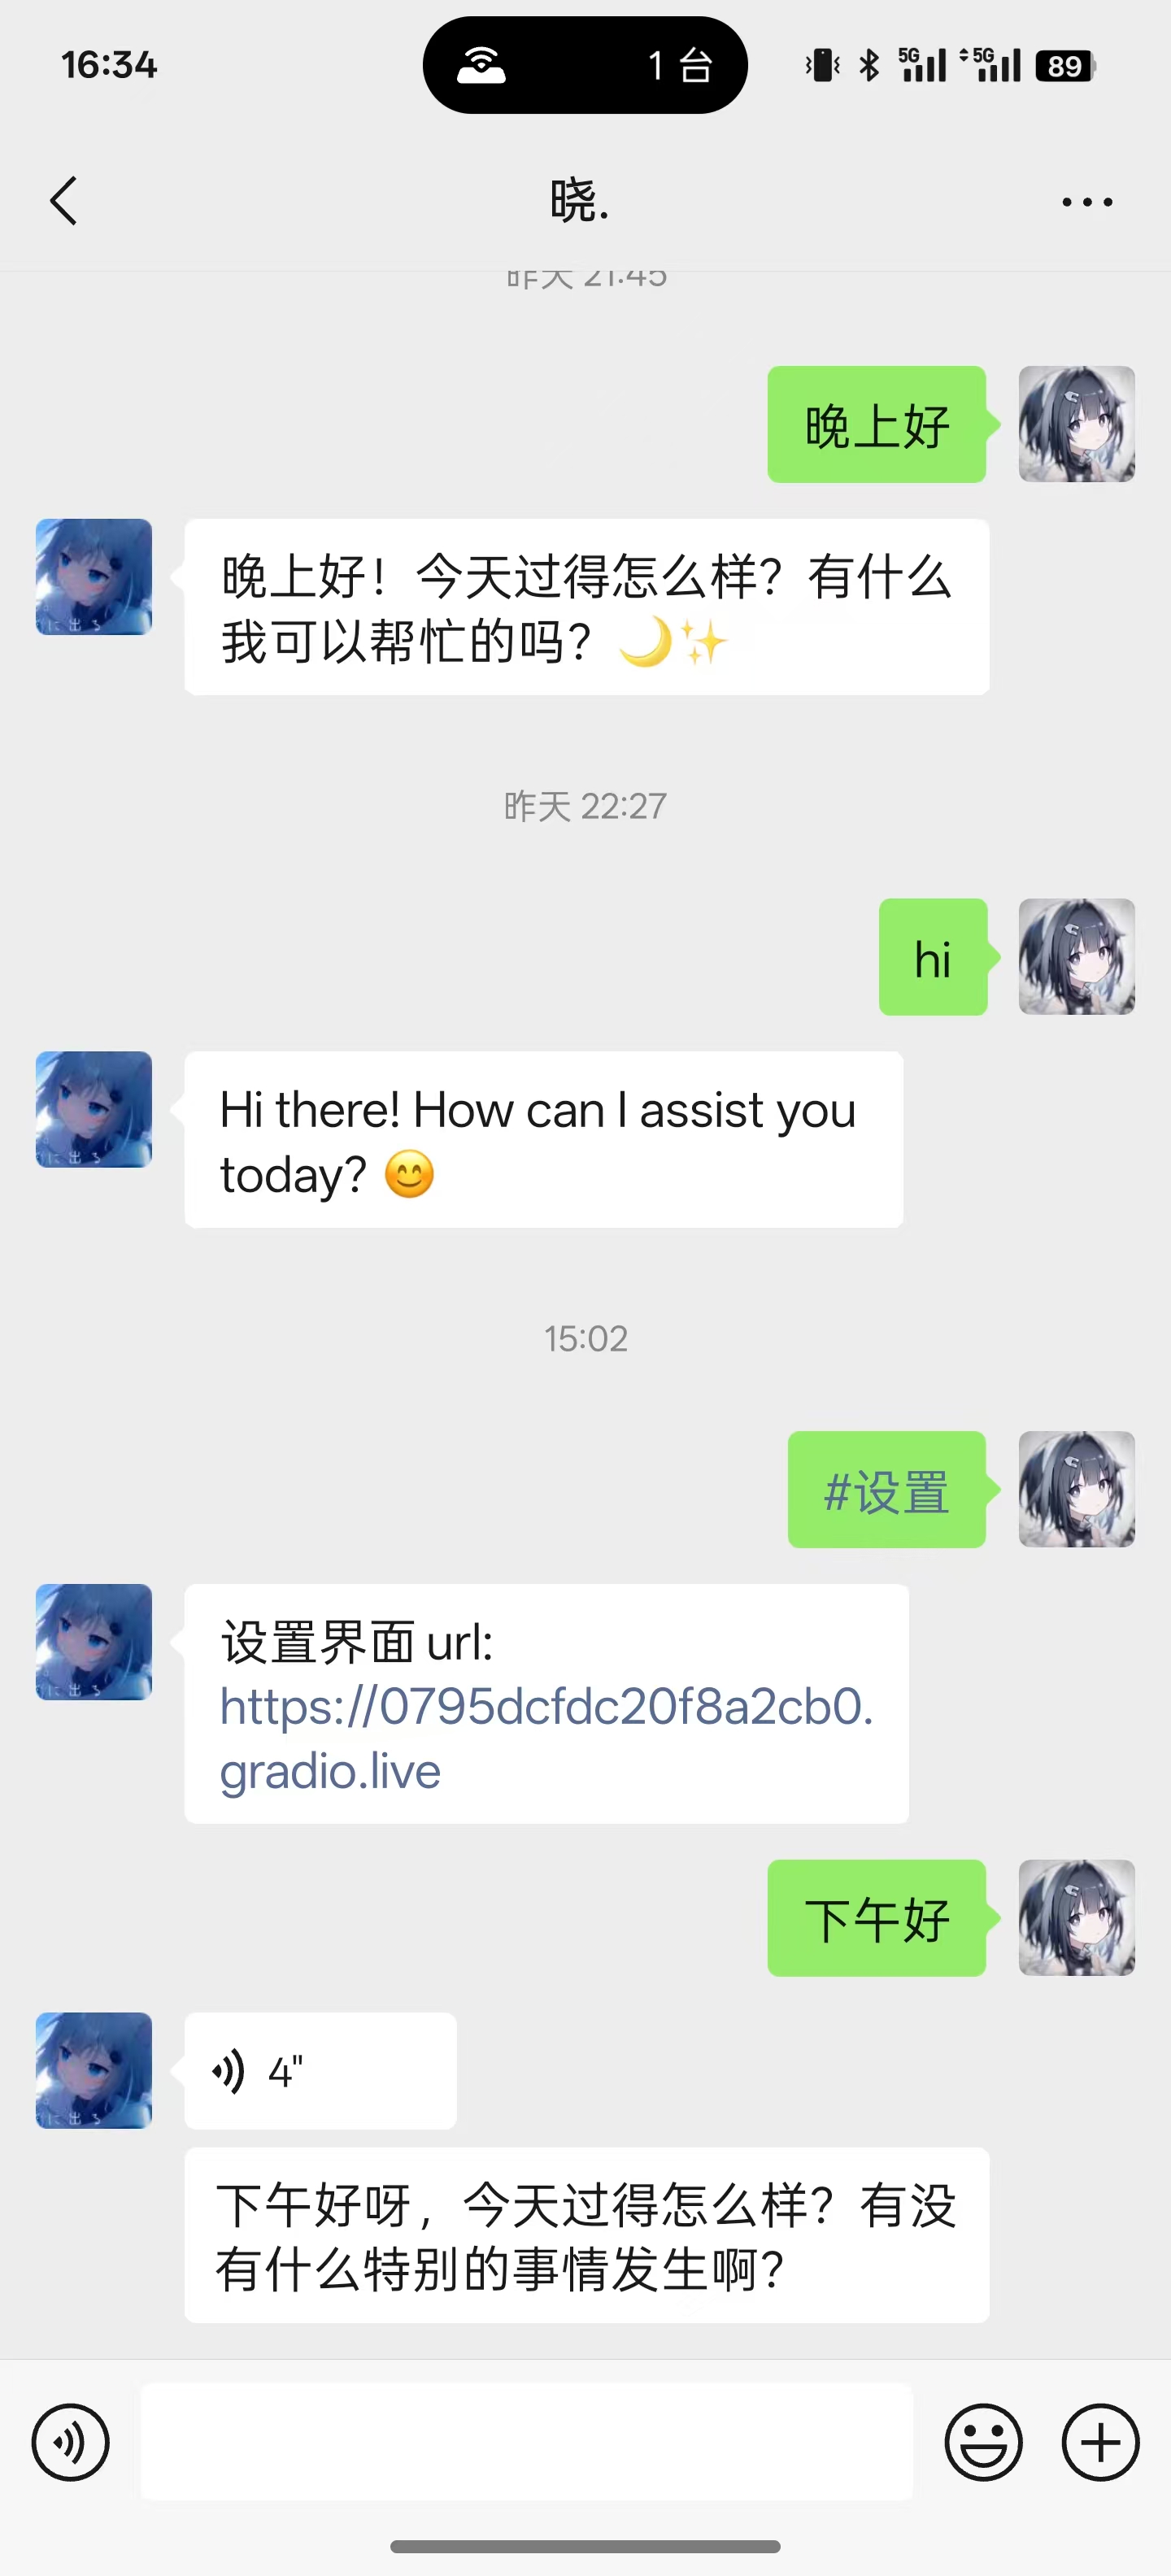 16:34
1 台
5G
5G
89
晓.
昨天 21:45
晚上好
晚上好！今天过得怎么样？有什么
我可以帮忙的吗？🌙✨
昨天 22:27
hi
Hi there! How can I assist you
today? 😊
15:02
#设置
设置界面 url:
https://0795dcfdc20f8a2cb0.
gradio.live
下午好
4"
下午好呀，今天过得怎么样？有没
有什么特别的事情发生啊？